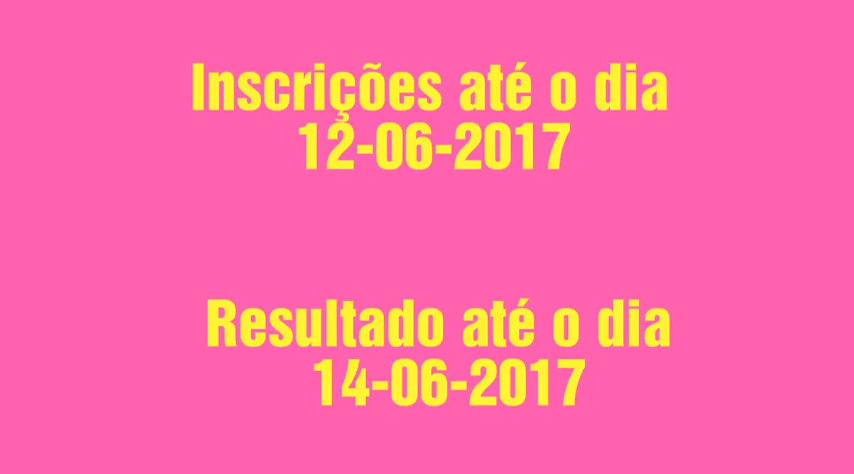 Inscrições até o dia
12-06-2017
Resultado até o dia
14-06-2017